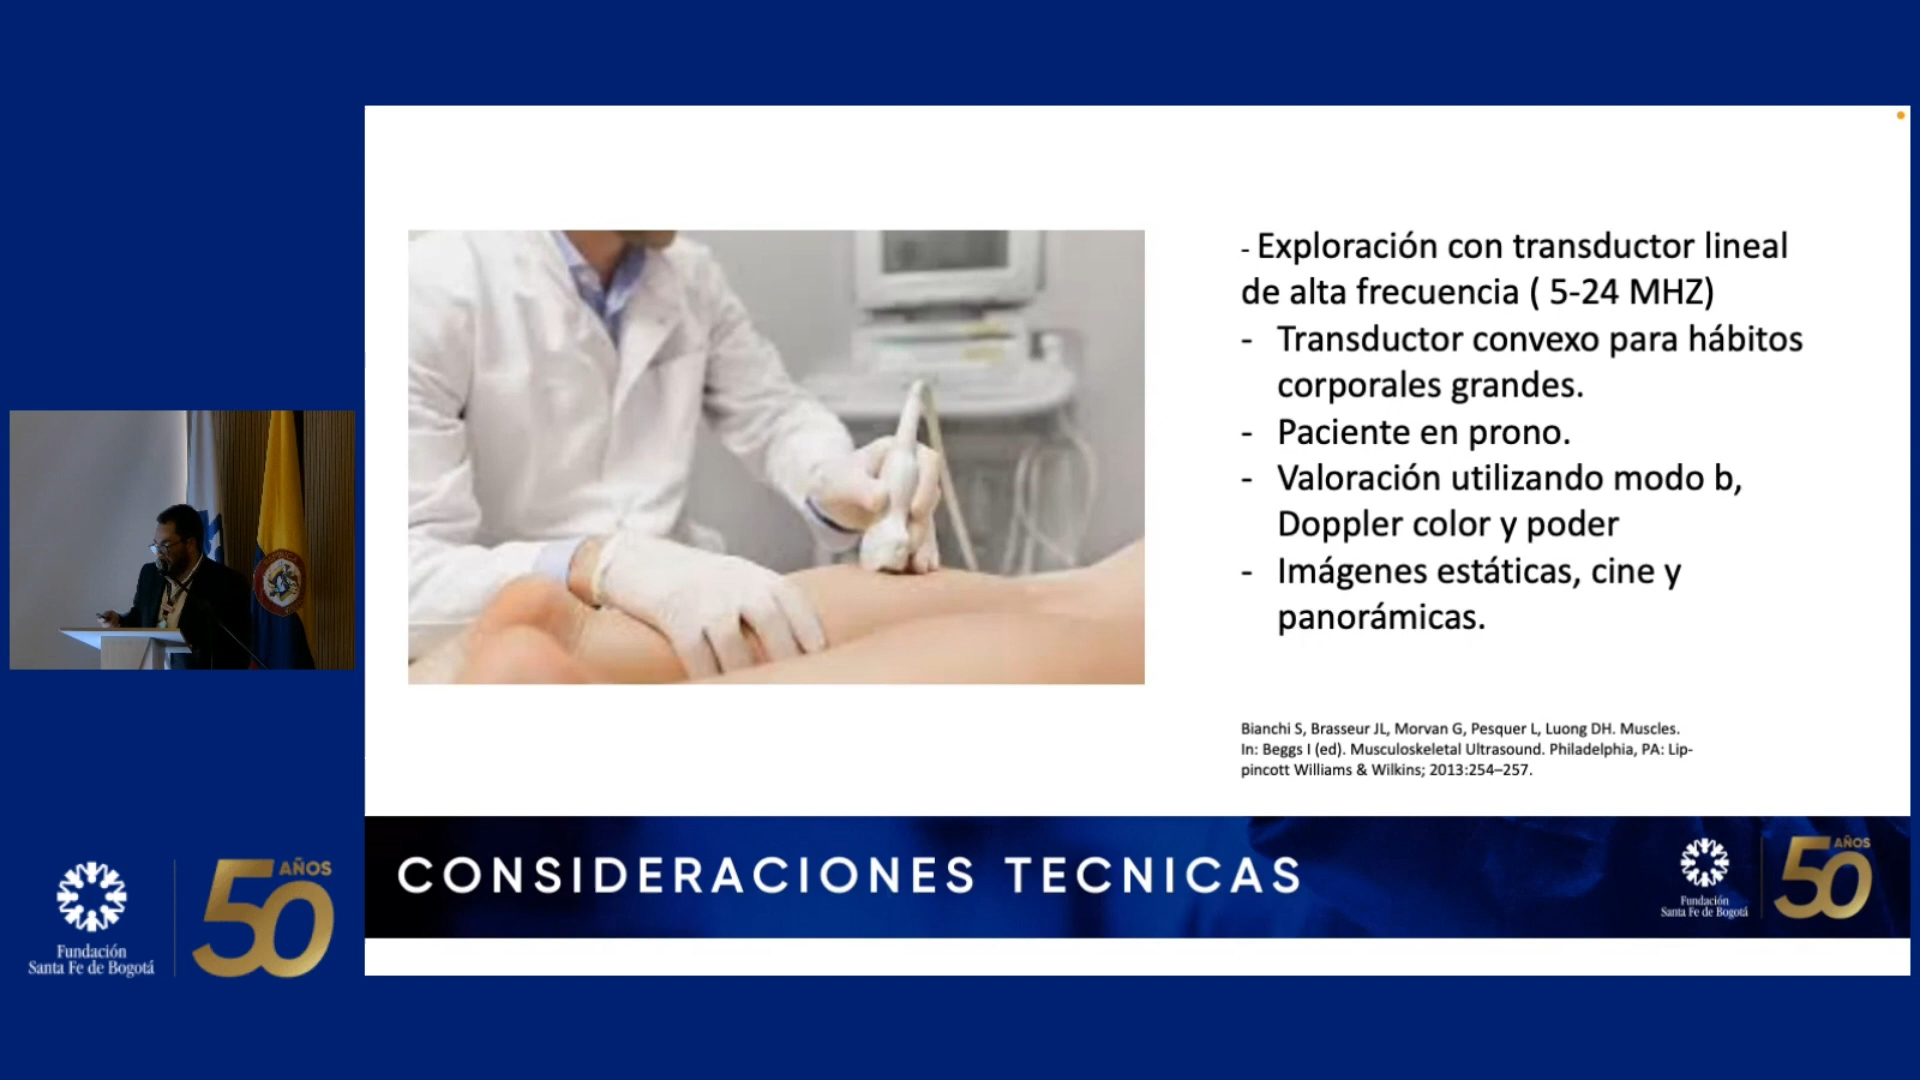 - Exploración con transductor lineal
de alta frecuencia ( 5-24 MHZ)
- Transductor convexo para hábitos
corporales grandes.
- Paciente en prono.
- Valoración utilizando modo b,
Doppler color y poder
- Imágenes estáticas, cine y
panorámicas.
Bianchi S, Brasseur JL, Morvan G, Pesquer L, Luong DH. Muscles.
In: Beggs I (ed). Musculoskeletal Ultrasound. Philadelphia, PA: Lip-
pincott Williams & Wilkins; 2013:254–257.
CONSIDERACIONES TECNICAS
Fundación
Santa Fe de Bogotá
50 AÑOS
Fundación
Santa Fe de Bogotá
50 AÑOS